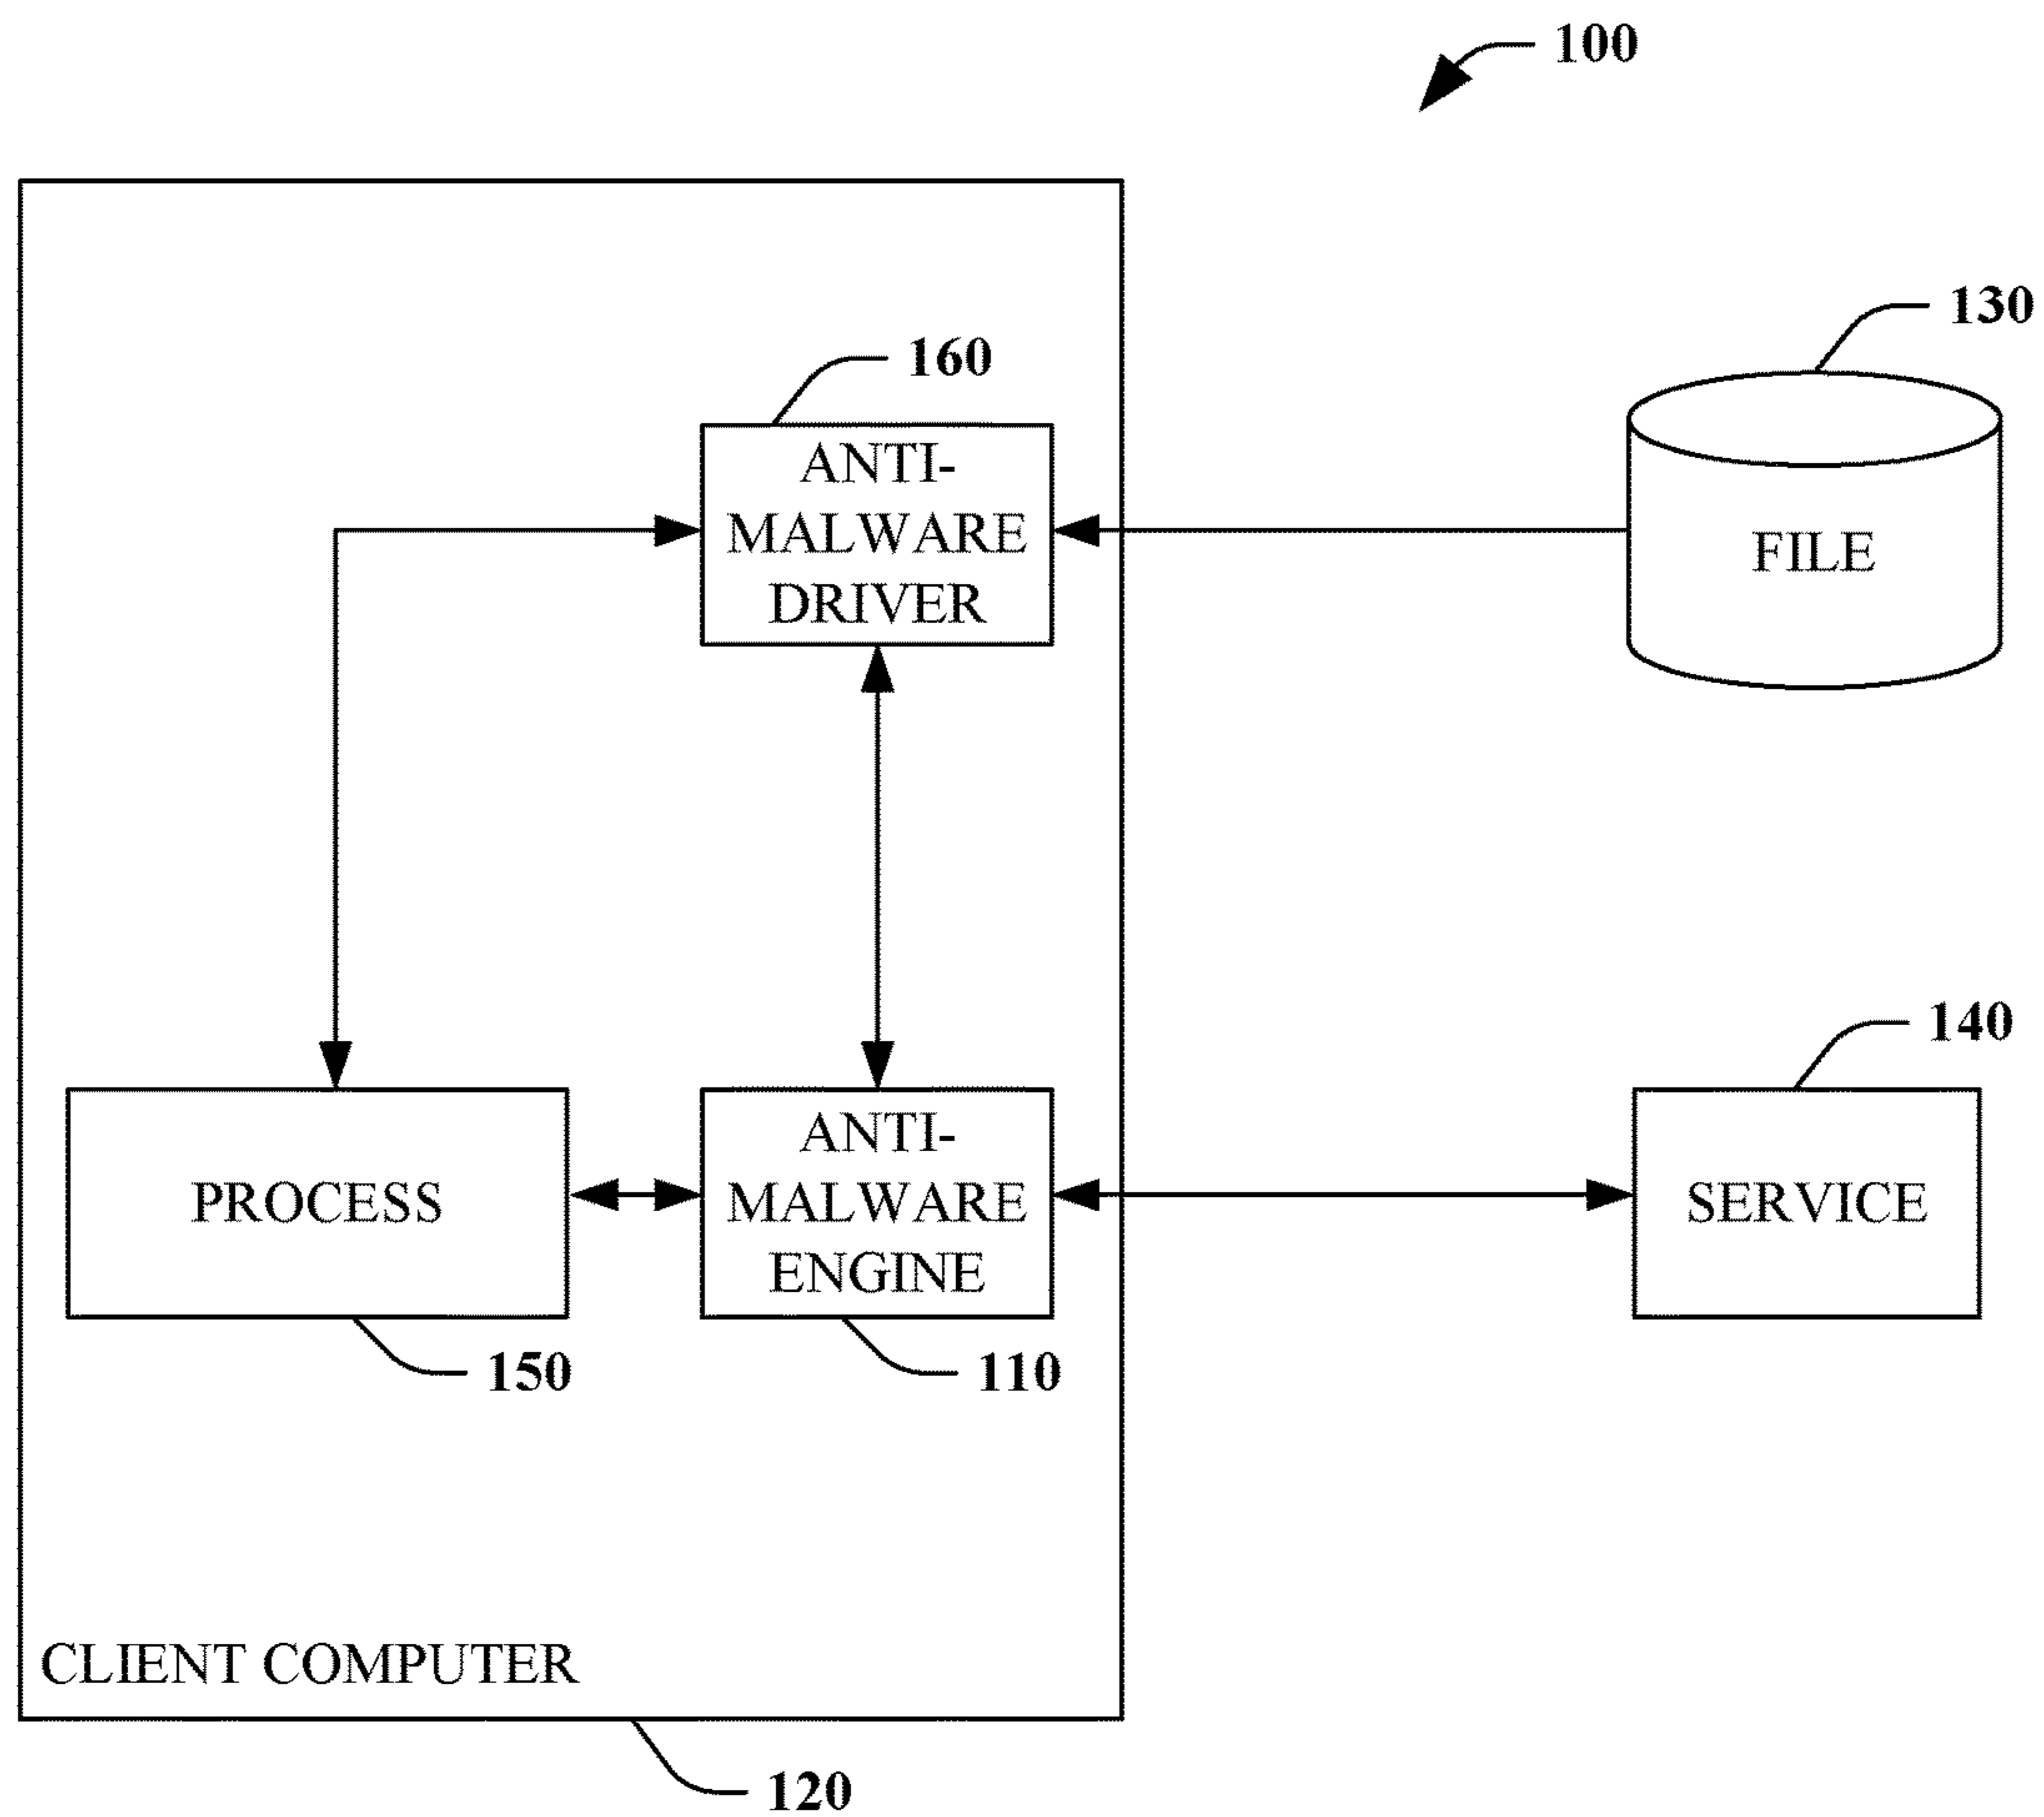 100
130
160
ANTI-
MALWARE
DRIVER
FILE
140
PROCESS
ANTI-
MALWARE
ENGINE
SERVICE
150
110
CLIENT COMPUTER
120